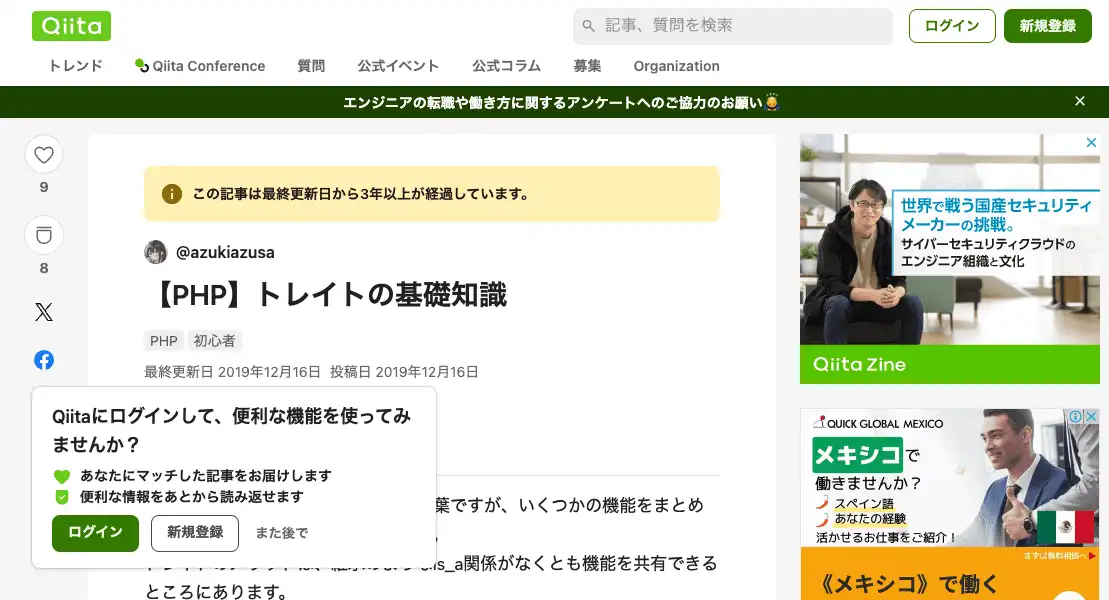 Qiita
記事、質問を検索
ログイン
新規登録
トレンド
Qiita Conference
質問
公式イベント
公式コラム
募集
Organization
エンジニアの転職や働き方に関するアンケートへのご協力のお願い
9
8
この記事は最終更新日から3年以上が経過しています。
@azukiazusa
【PHP】トレイトの基礎知識
PHP 初心者
最終更新日 2019年12月16日 投稿日 2019年12月16日
Qiitaにログインして、便利な機能を使ってみ
ませんか？
あなたにマッチした記事をお届けします
便利な情報をあとから読み返せます
ログイン 新規登録 また後で
葉ですが、いくつかの機能をまとめ
is_a関係がなくとも機能を共有できる
ところにあります。
世界で戦う国産セキュリティ
メーカーの挑戦。
サイバーセキュリティクラウドの
エンジニア組織と文化
Qiita Zine
QUICK GLOBAL MEXICO
メキシコで
働きませんか？
スペイン語
あなたの経験
活かせるお仕事をご紹介！
まずは無料相談へ
《メキシコ》で働く